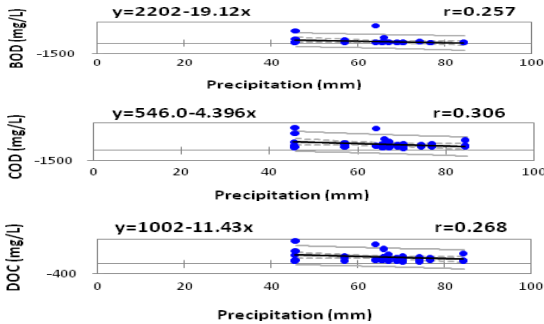 y=2202-19.12x r=0.257
BOD (mg/L)
-1500
0 20 40 60 80 100
Precipitation (mm)
y=546.0-4.396x r=0.306
COD (mg/L)
-1500
0 20 40 60 80 100
Precipitation (mm)
y=1002-11.43x r=0.268
DOC (mg/L)
-400
0 20 40 60 80 100
Precipitation (mm)